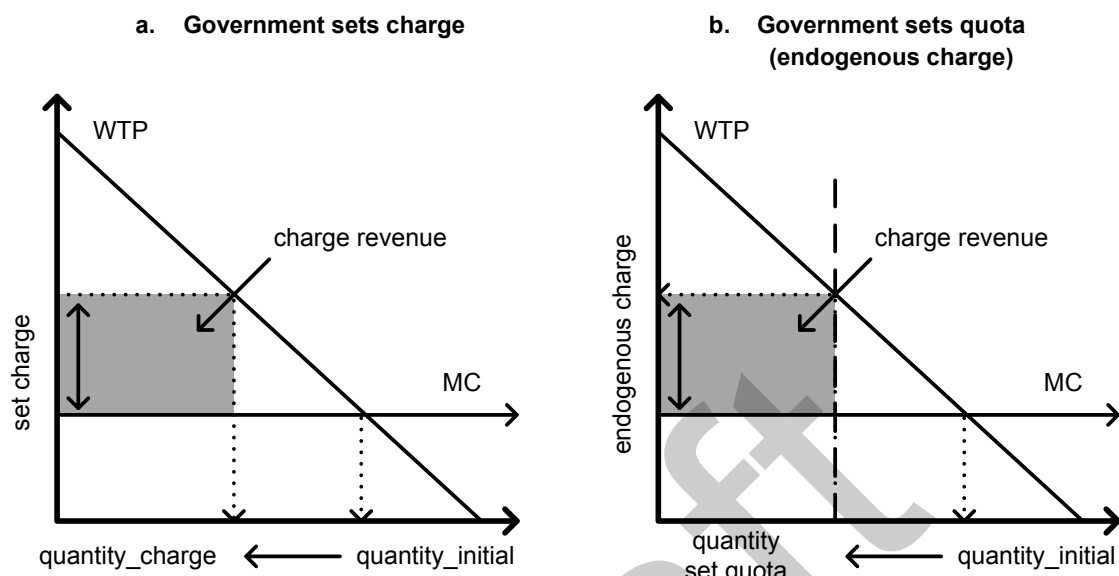 a. Government sets charge
WTP
charge revenue
set charge
MC
quantity_charge
quantity_initial
b. Government sets quota
(endogenous charge)
WTP
charge revenue
endogenous charge
MC
quantity
set quota
quantity_initial